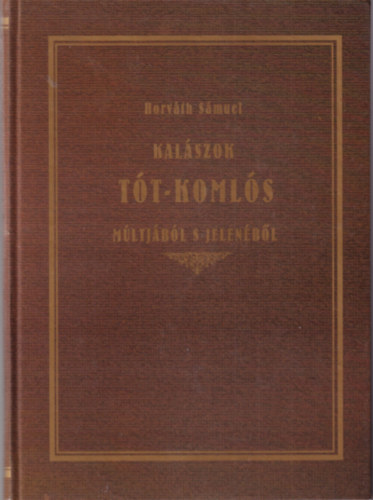 Horváth Sámuel
KALÁSZOK
TÓT-KOMLÓS
MÚLTJÁBÓL S JELENÉBŐL